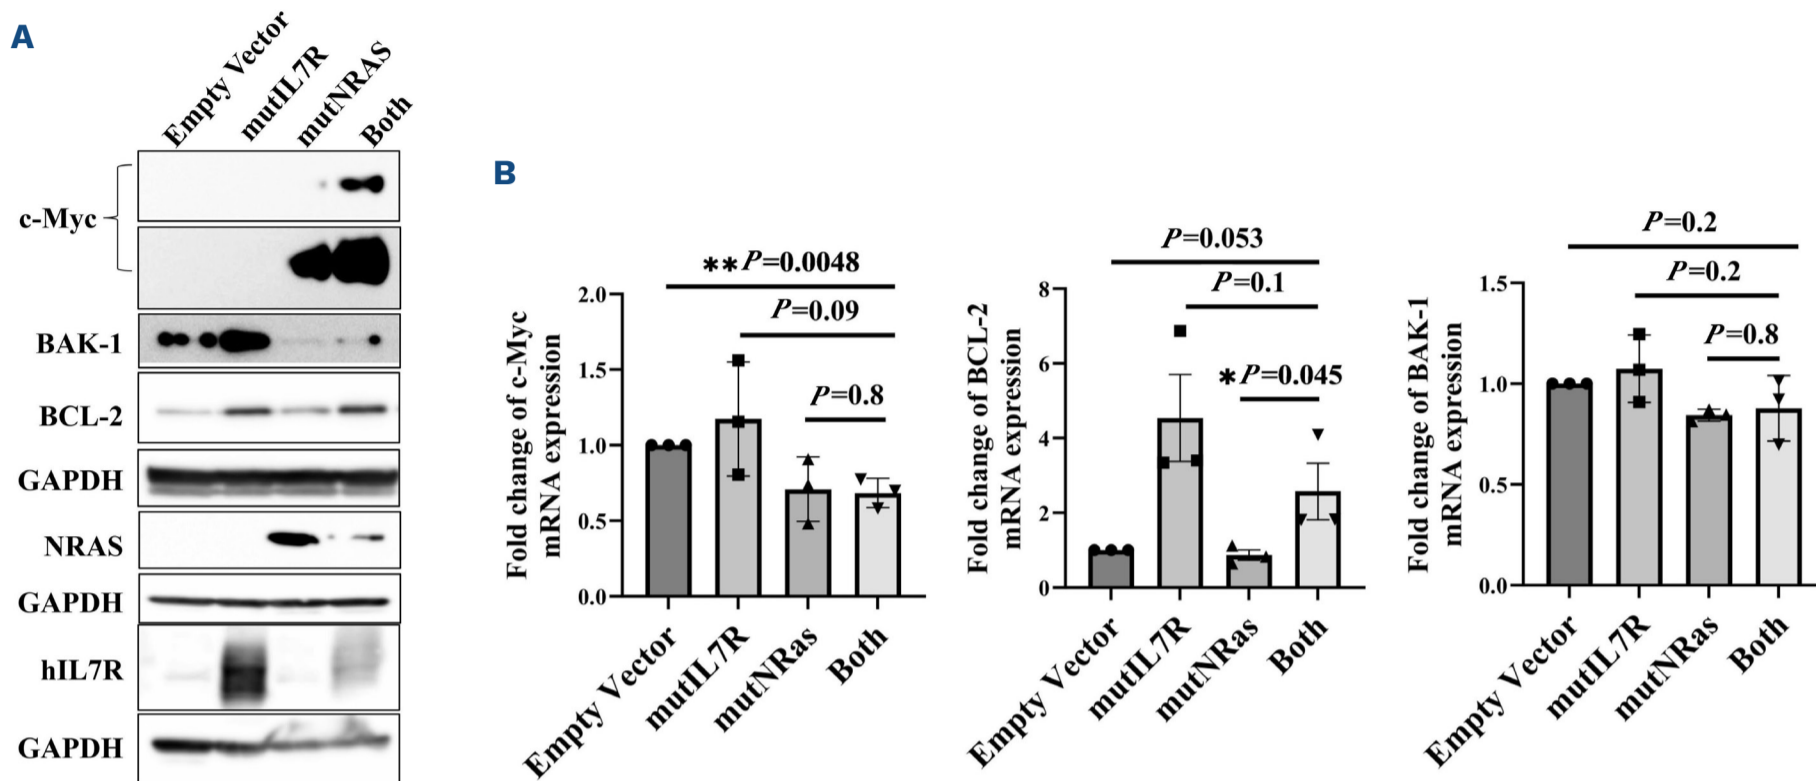 A
Empty Vector
mutIL7R
mutNRAS
Both
c-Myc
BAK-1
BCL-2
GAPDH
NRAS
GAPDH
hIL7R
GAPDH
B
Fold change of c-Myc
mRNA expression
2.0
1.5
1.0
0.5
0.0
**P=0.0048
P=0.09
P=0.8
Empty Vector
mutIL7R
mutNRas
Both
Fold change of BCL-2
mRNA expression
8
6
4
2
0
P=0.053
P=0.1
*P=0.045
Empty Vector
mutIL7R
mutNRas
Both
Fold change of BAK-1
mRNA expression
1.5
1.0
0.5
0.0
P=0.2
P=0.2
P=0.8
Empty Vector
mutIL7R
mutNRas
Both